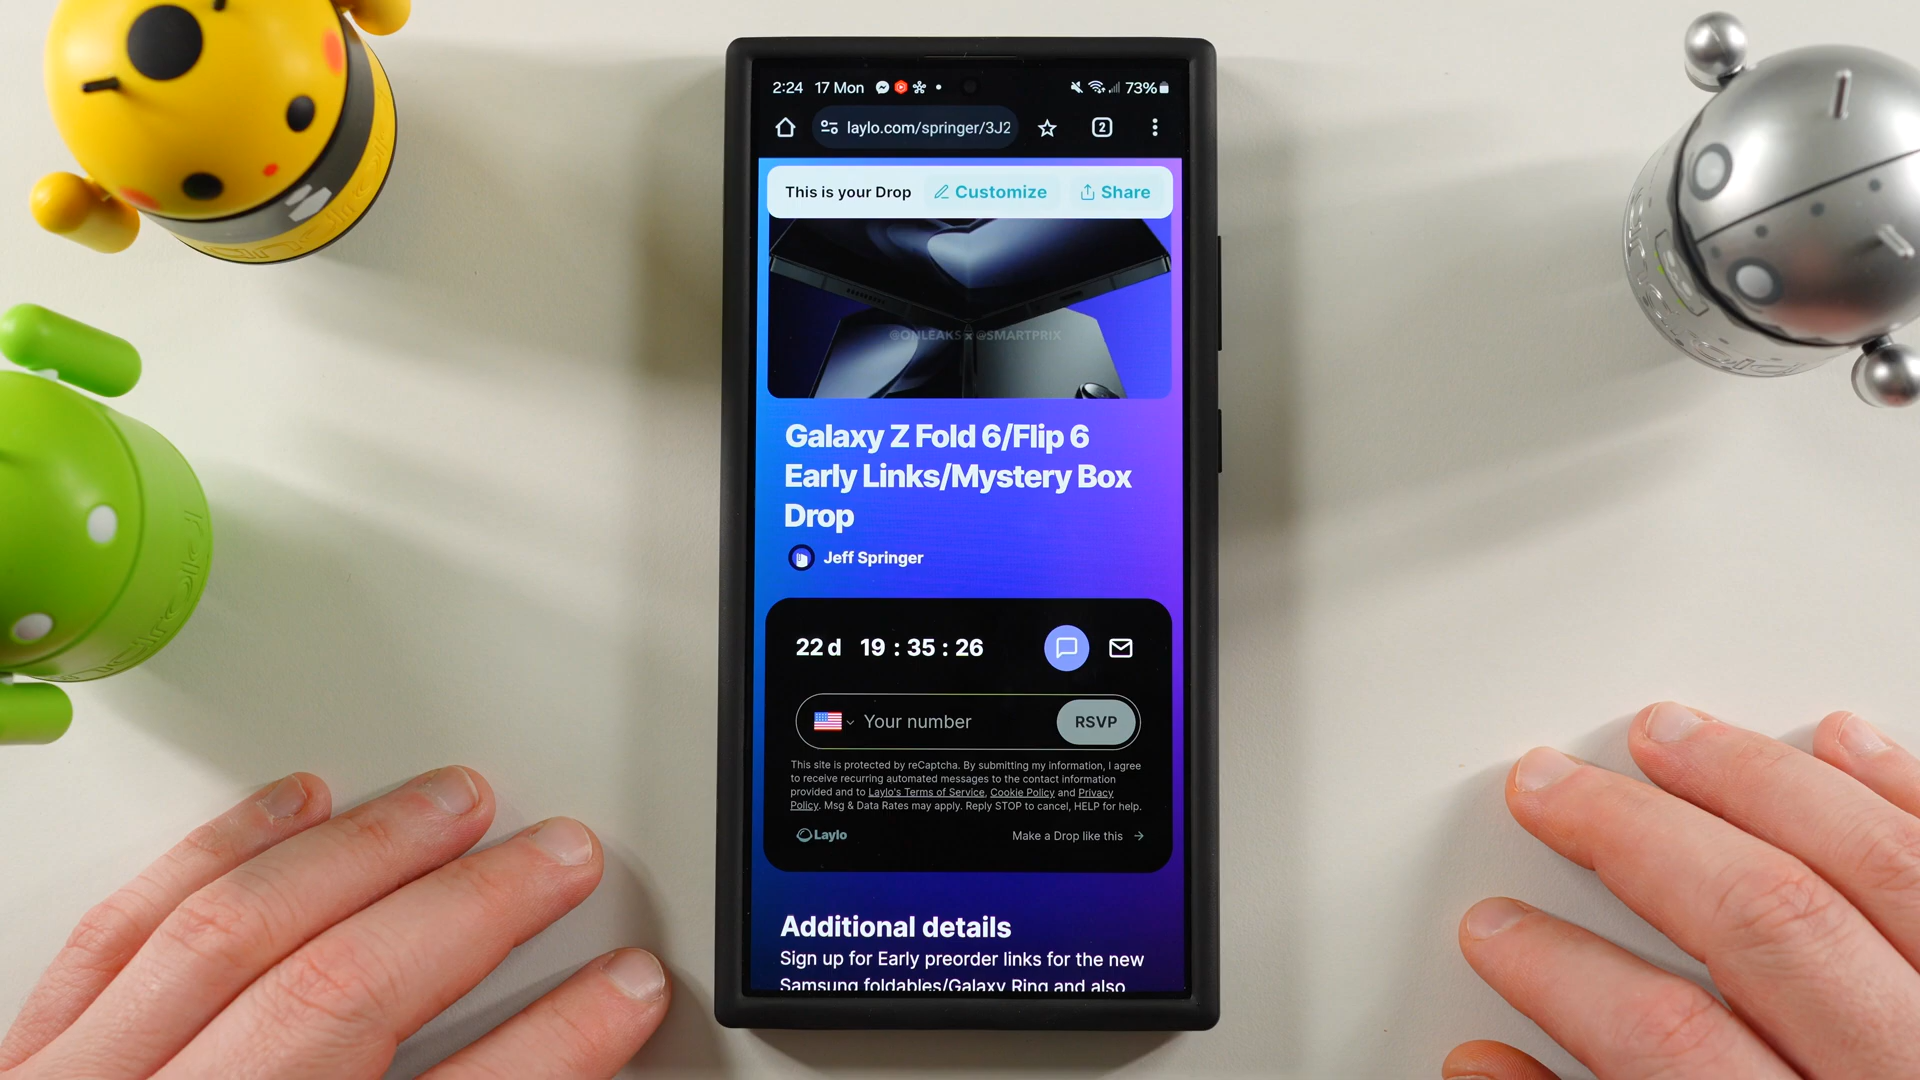 2:24 17 Mon 73%
laylo.com/springer/3J2 2
This is your Drop Customize Share
@ONLEAKS x @SMARTPRIX
Galaxy Z Fold 6/Flip 6
Early Links/Mystery Box
Drop
Jeff Springer
22 d 19 : 35 : 26
Your number RSVP
This site is protected by reCaptcha. By submitting my information, I agree
to receive recurring automated messages to the contact information
provided and to Laylo's Terms of Service, Cookie Policy and Privacy
Policy. Msg & Data Rates may apply. Reply STOP to cancel, HELP for help.
Laylo Make a Drop like this →
Additional details
Sign up for Early preorder links for the new
Samsung foldables/Galaxy Ring and also